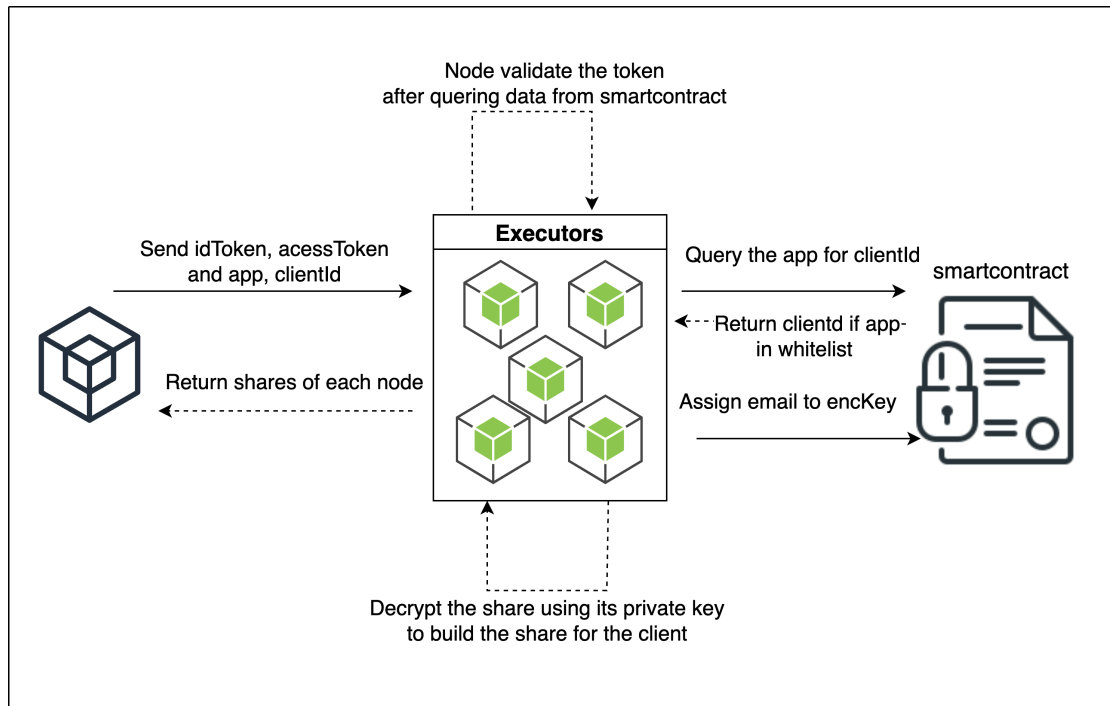 Node validate the token
after quering data from smartcontract
Executors
Send idToken, acessToken
and app, clientId
Query the app for clientId
smartcontract
Return clientd if app-
in whitelist
Return shares of each node
Assign email to encKey
Decrypt the share using its private key
to build the share for the client